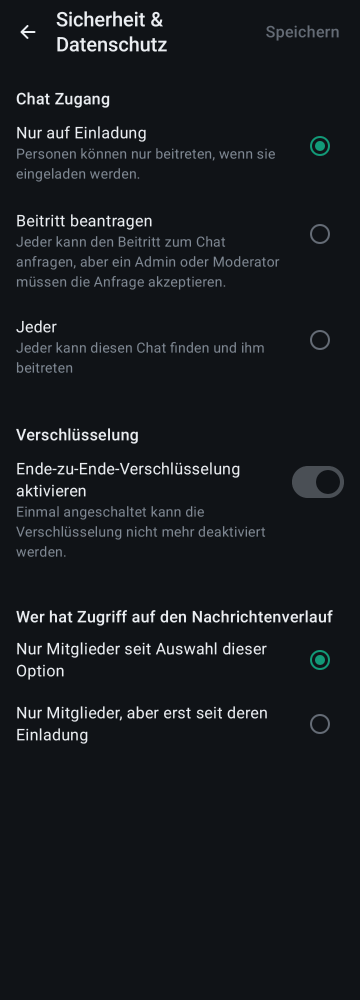 Sicherheit &
Datenschutz
Speichern
Chat Zugang
Nur auf Einladung
Personen können nur beitreten, wenn sie
eingeladen werden.
Beitritt beantragen
Jeder kann den Beitritt zum Chat
anfragen, aber ein Admin oder Moderator
müssen die Anfrage akzeptieren.
Jeder
Jeder kann diesen Chat finden und ihm
beitreten
Verschlüsselung
Ende-zu-Ende-Verschlüsselung
aktivieren
Einmal angeschaltet kann die
Verschlüsselung nicht mehr deaktiviert
werden.
Wer hat Zugriff auf den Nachrichtenverlauf
Nur Mitglieder seit Auswahl dieser
Option
Nur Mitglieder, aber erst seit deren
Einladung